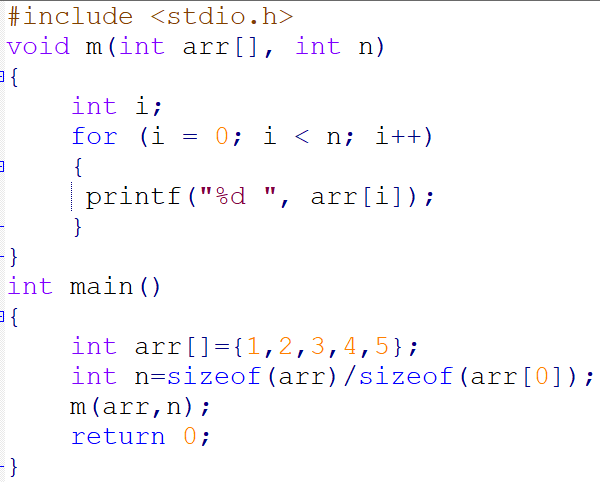 #include <stdio.h>
void m(int arr[], int n)
{
    int i;
    for (i = 0; i < n; i++)
    {
     printf("%d ", arr[i]);
    }
}
int main()
{
    int arr[]={1,2,3,4,5};
    int n=sizeof(arr)/sizeof(arr[0]);
    m(arr,n);
    return 0;
}